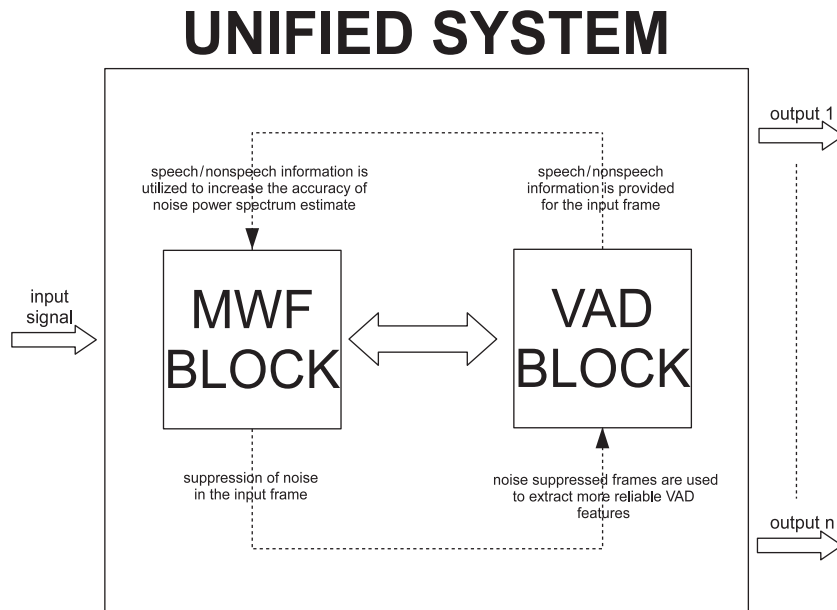 UNIFIED SYSTEM
output 1
speech/nonspeech information is
utilized to increase the accuracy of
noise power spectrum estimate
speech/nonspeech
information is provided
for the input frame
input
signal
MWF
BLOCK
VAD
BLOCK
suppression of noise
in the input frame
noise suppressed frames are used
to extract more reliable VAD
features
output n